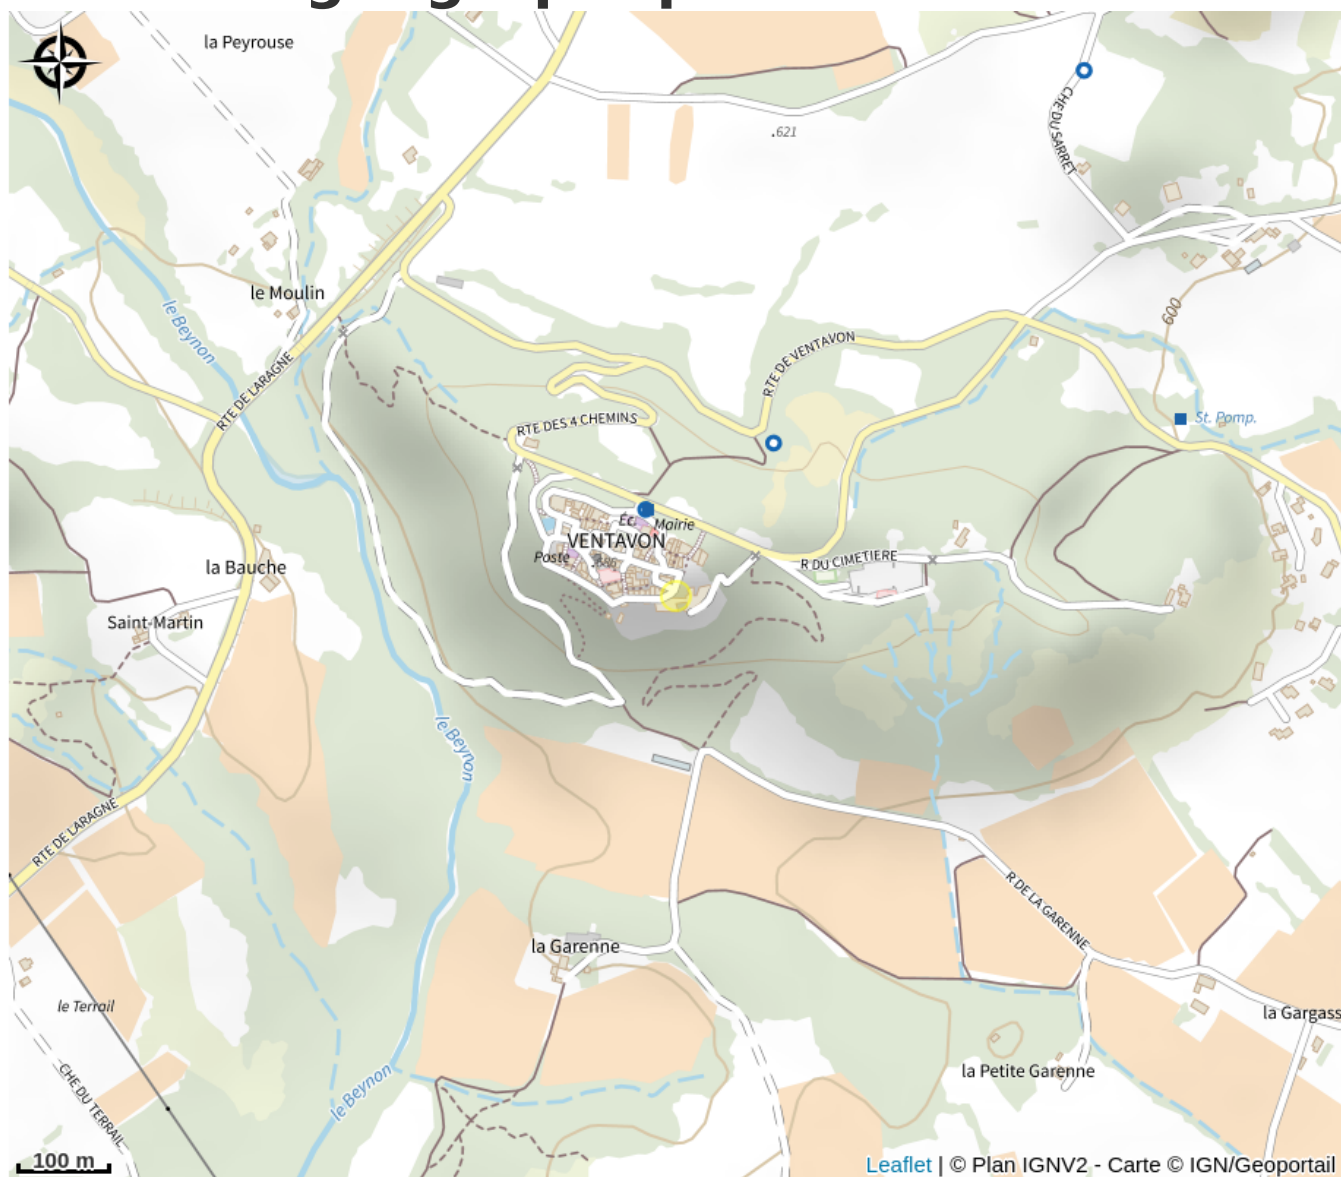 la Peyrouse
.621
CHE DU SARRET
le Moulin
le Beynon
600
RTE DE VENTAVON
RTE DE LARAGNE
RTE DES 4 CHEMINS
St. Pomp.
Éc.
Mairie
VENTAVON
Poste
R DU CIMETIERE
la Bauche
Saint-Martin
le Beynon
RTE DE LARAGNE
R DE LA GARENNE
la Garenne
le Terrail
la Gargass
la Petite Garenne
CHE DU TERRAIL
le Beynon
100 m
Leaflet | © Plan IGNV2 - Carte © IGN/Geoportail